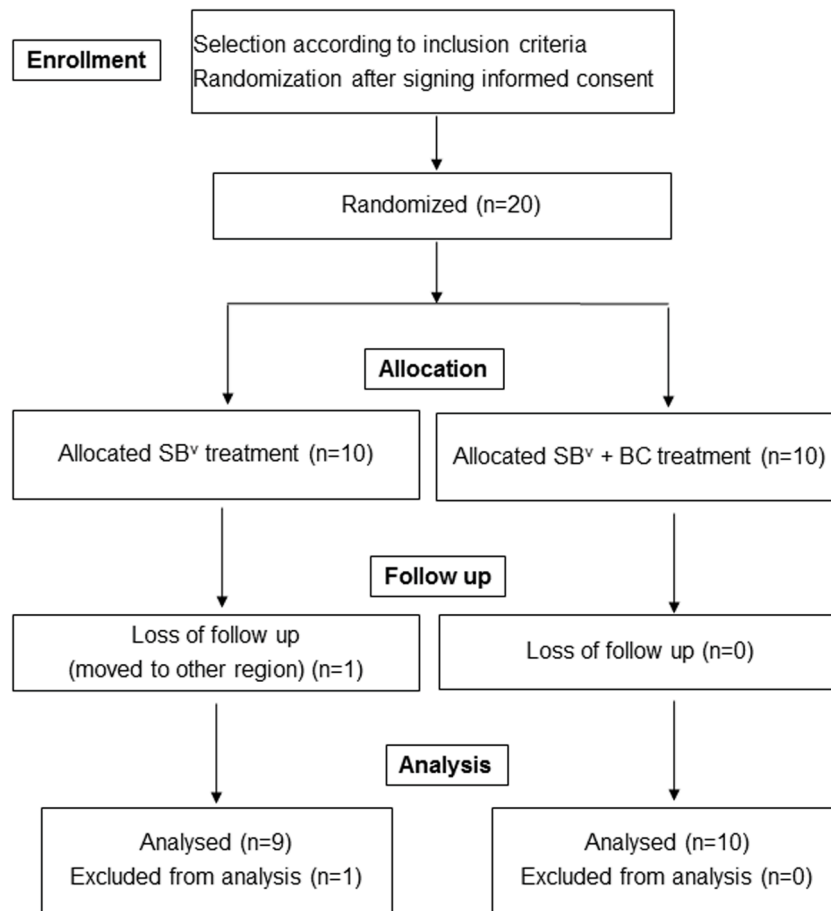 Enrollment
Selection according to inclusion criteria
Randomization after signing informed consent
Randomized (n=20)
Allocation
Allocated SBᵛ treatment (n=10)
Allocated SBᵛ + BC treatment (n=10)
Follow up
Loss of follow up
(moved to other region) (n=1)
Loss of follow up (n=0)
Analysis
Analysed (n=9)
Excluded from analysis (n=1)
Analysed (n=10)
Excluded from analysis (n=0)